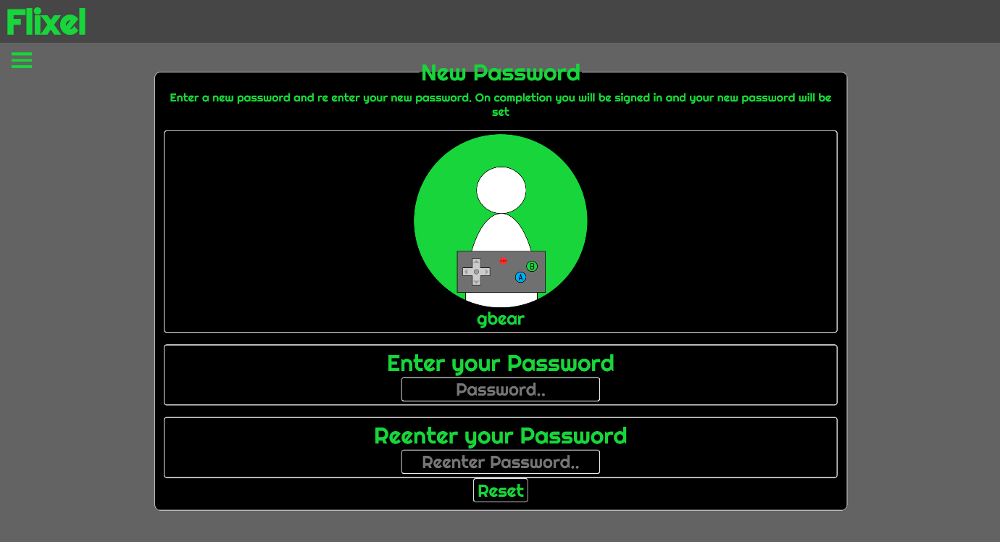 Flixel
New Password
Enter a new password and re enter your new password. On completion you will be signed in and your new password will be
set
B
A
gbear
Enter your Password
Password..
Reenter your Password
Reenter Password..
Reset